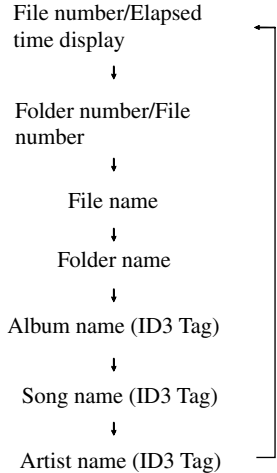 File number/Elapsed
time display
Folder number/File
number
File name
Folder name
Album name (ID3 Tag)
Song name (ID3 Tag)
Artist name (ID3 Tag)